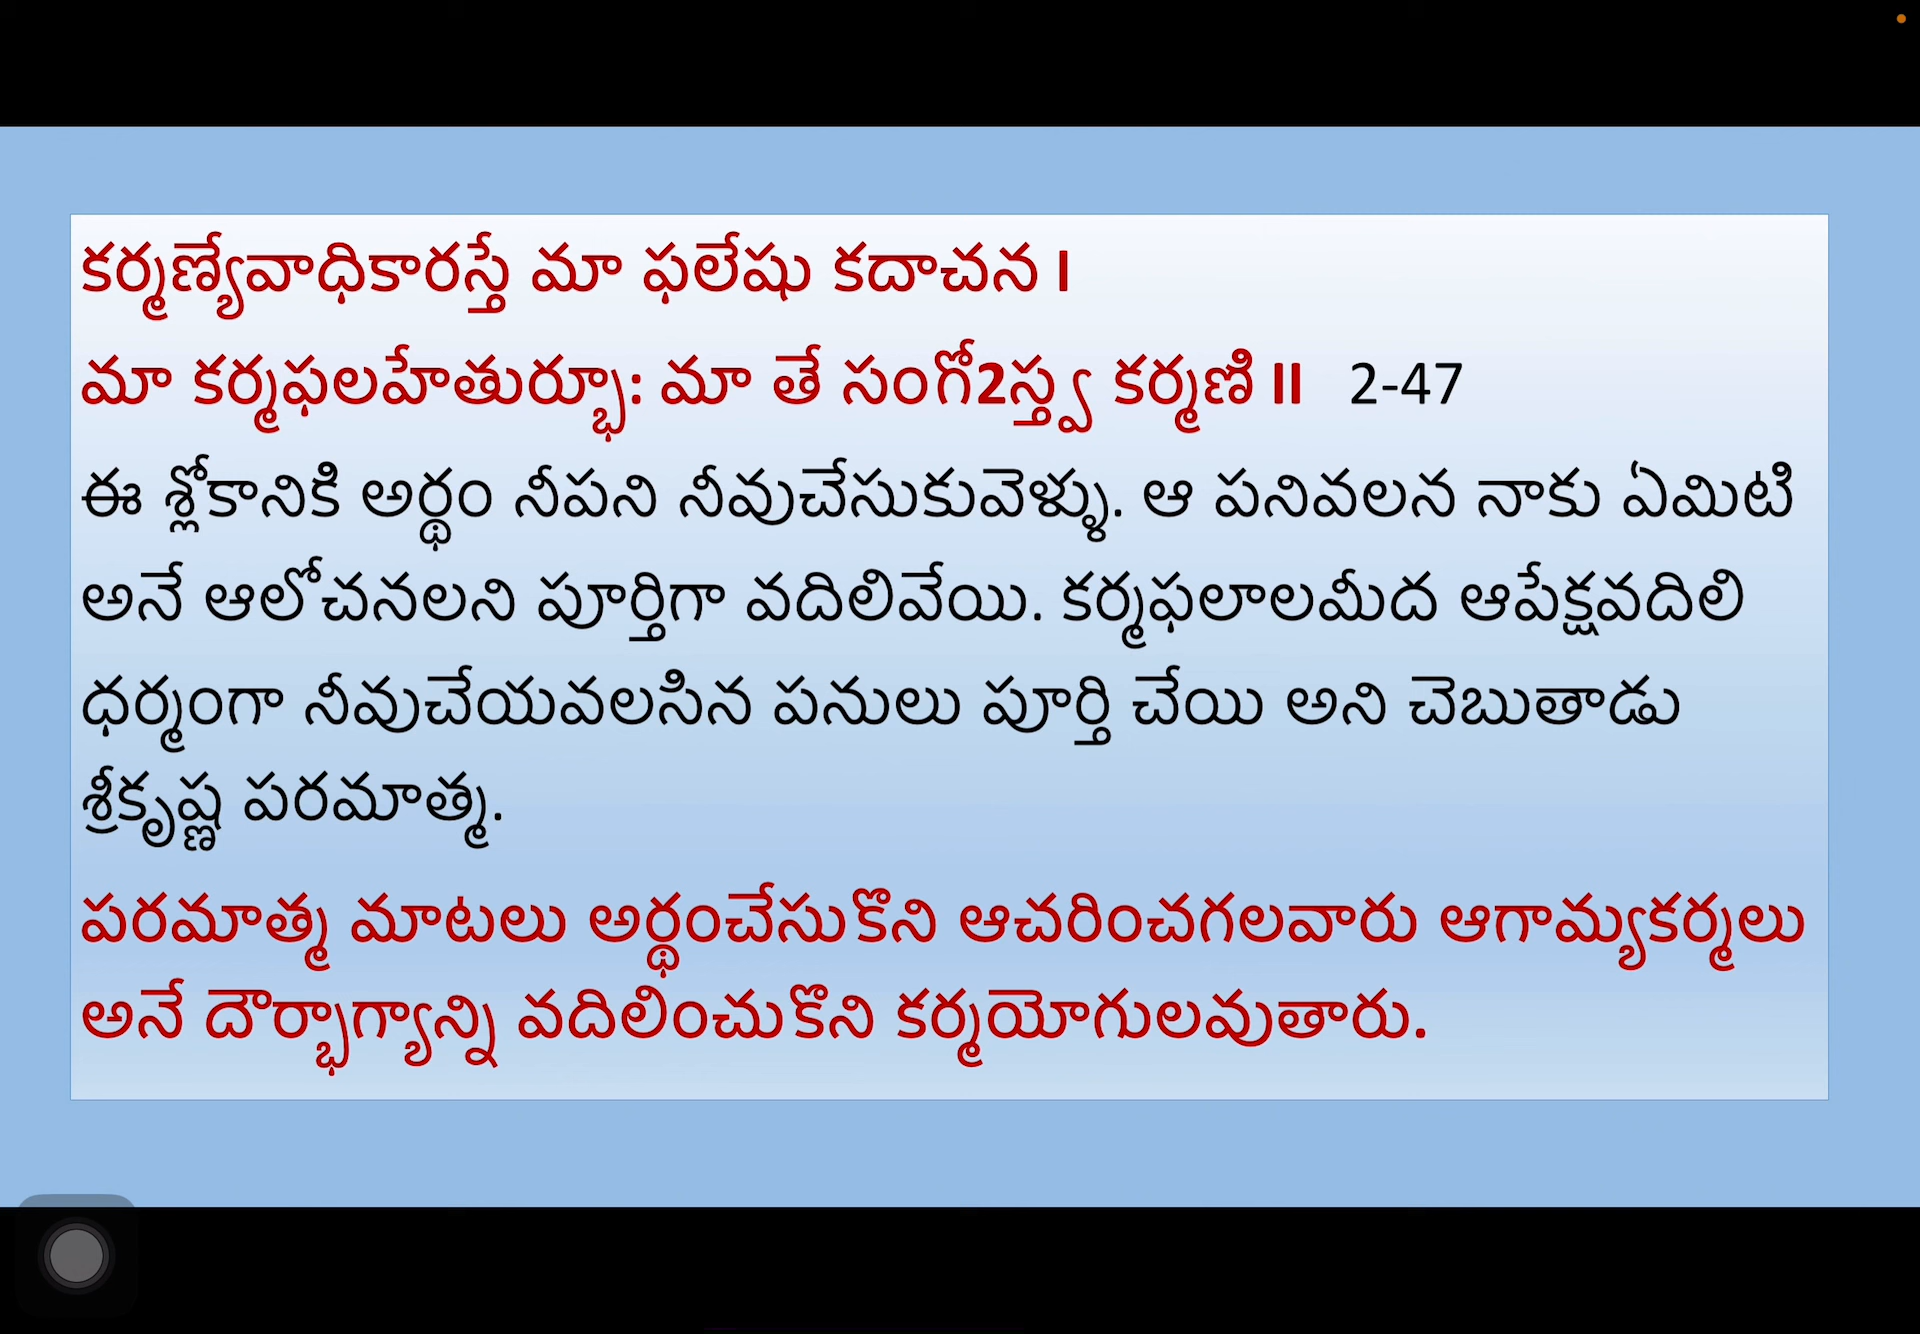 కర్మణ్యేవాధికారస్తే మా ఫలేషు కదాచన I
మా కర్మఫలహేతుర్భూః మా తే సంగో2స్త్వ కర్మణి II 2-47
ఈ శ్లోకానికి అర్థం నీపని నీవుచేసుకువెళ్ళు. ఆ పనివలన నాకు ఏమిటి
అనే ఆలోచనలని పూర్తిగా వదిలివేయి. కర్మఫలాలమీద ఆపేక్షవదిలి
ధర్మంగా నీవుచేయవలసిన పనులు పూర్తి చేయి అని చెబుతాడు
శ్రీకృష్ణ పరమాత్మ.
పరమాత్మ మాటలు అర్థంచేసుకొని ఆచరించగలవారు ఆగామ్యకర్మలు
అనే దౌర్భాగ్యాన్ని వదిలించుకొని కర్మయోగులవుతారు.